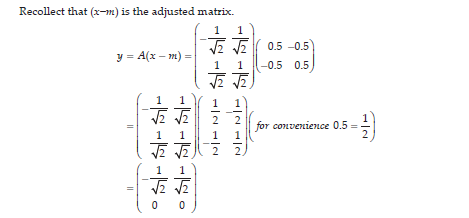 Recollect that (x−m) is the adjusted matrix.
y = A(x − m) = ( −1/√2 1/√2 ) ( 0.5 −0.5 )
( 1/√2 1/√2 ) ( −0.5 0.5 )
= ( −1/√2 1/√2 ) ( 1/2 −1/2 ) ( for convenience 0.5 = 1/2 )
( 1/√2 1/√2 ) ( −1/2 1/2 )
= ( −1/√2 1/√2 )
( 0 0 )